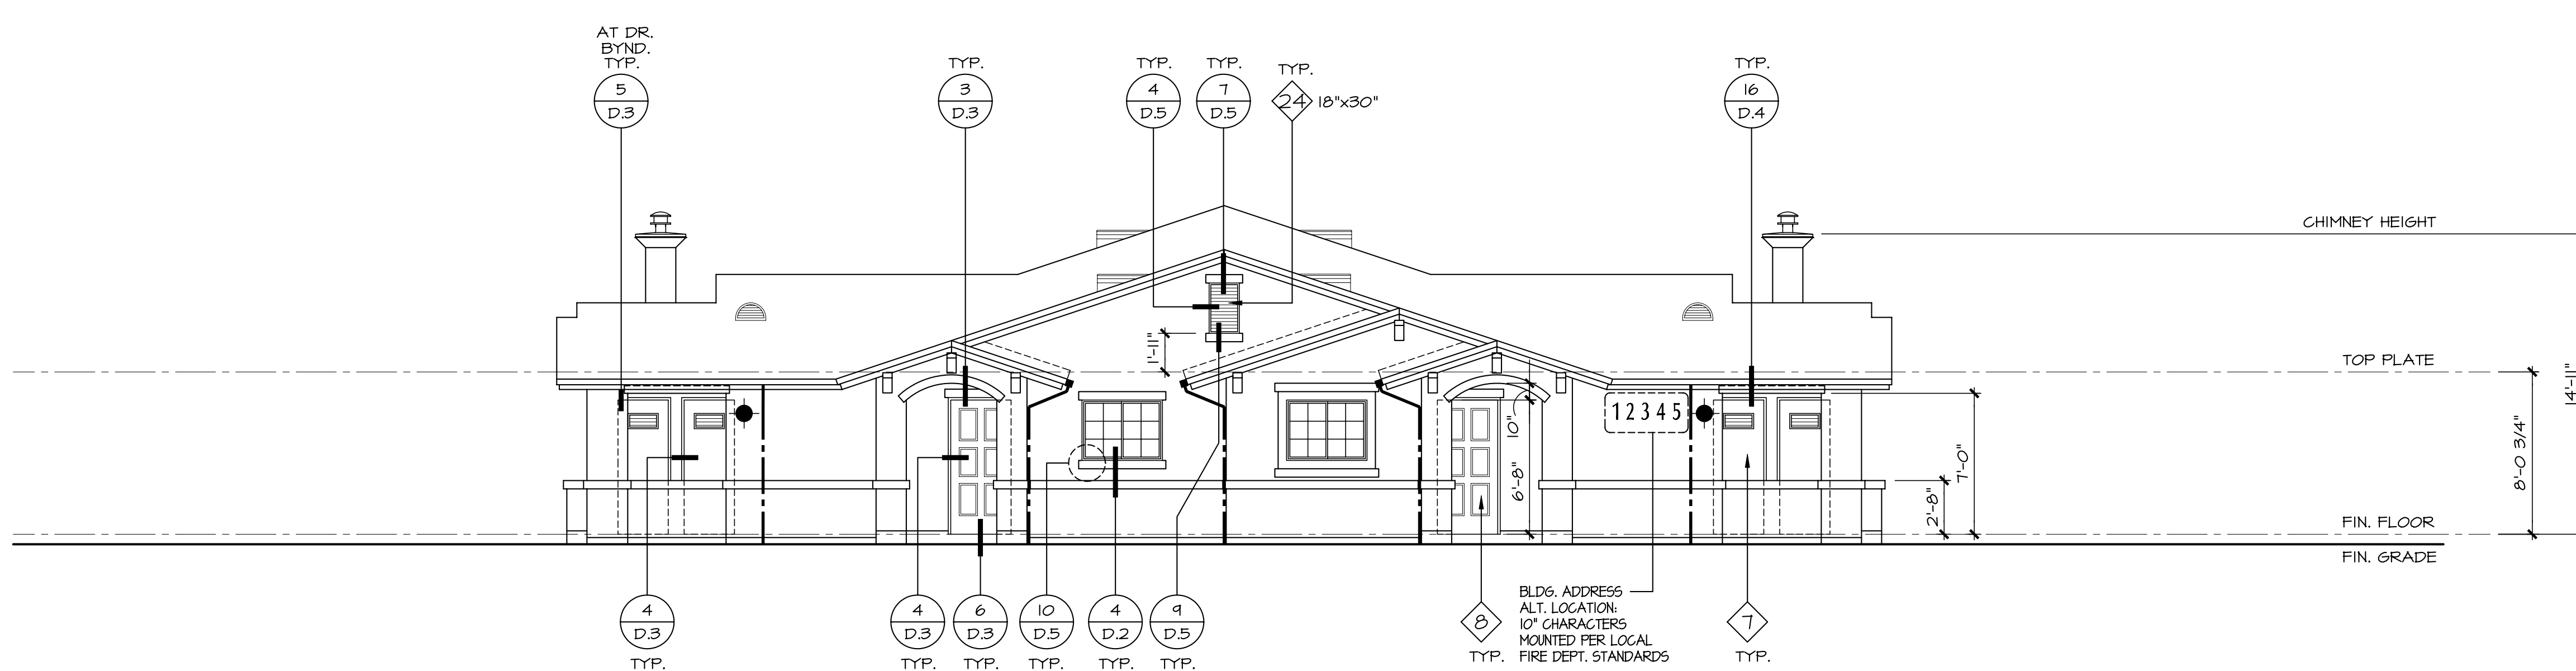 AT DR.
BYND.
TYP.
5
D.3
TYP.
3
D.3
TYP.
4
D.5
TYP.
7
D.5
TYP.
24 18"x30"
TYP.
16
D.4
CHIMNEY HEIGHT
TOP PLATE
1'-11"
14'-11"
12345
10"
6'-8"
7'-0"
2'-8"
8'-0 3/4"
FIN. FLOOR
FIN. GRADE
4
D.3
TYP.
4
D.3
TYP.
6
D.3
TYP.
10
D.5
TYP.
4
D.2
TYP.
9
D.5
TYP.
8
TYP.
BLDG. ADDRESS
ALT. LOCATION:
10" CHARACTERS
MOUNTED PER LOCAL
FIRE DEPT. STANDARDS
7
TYP.